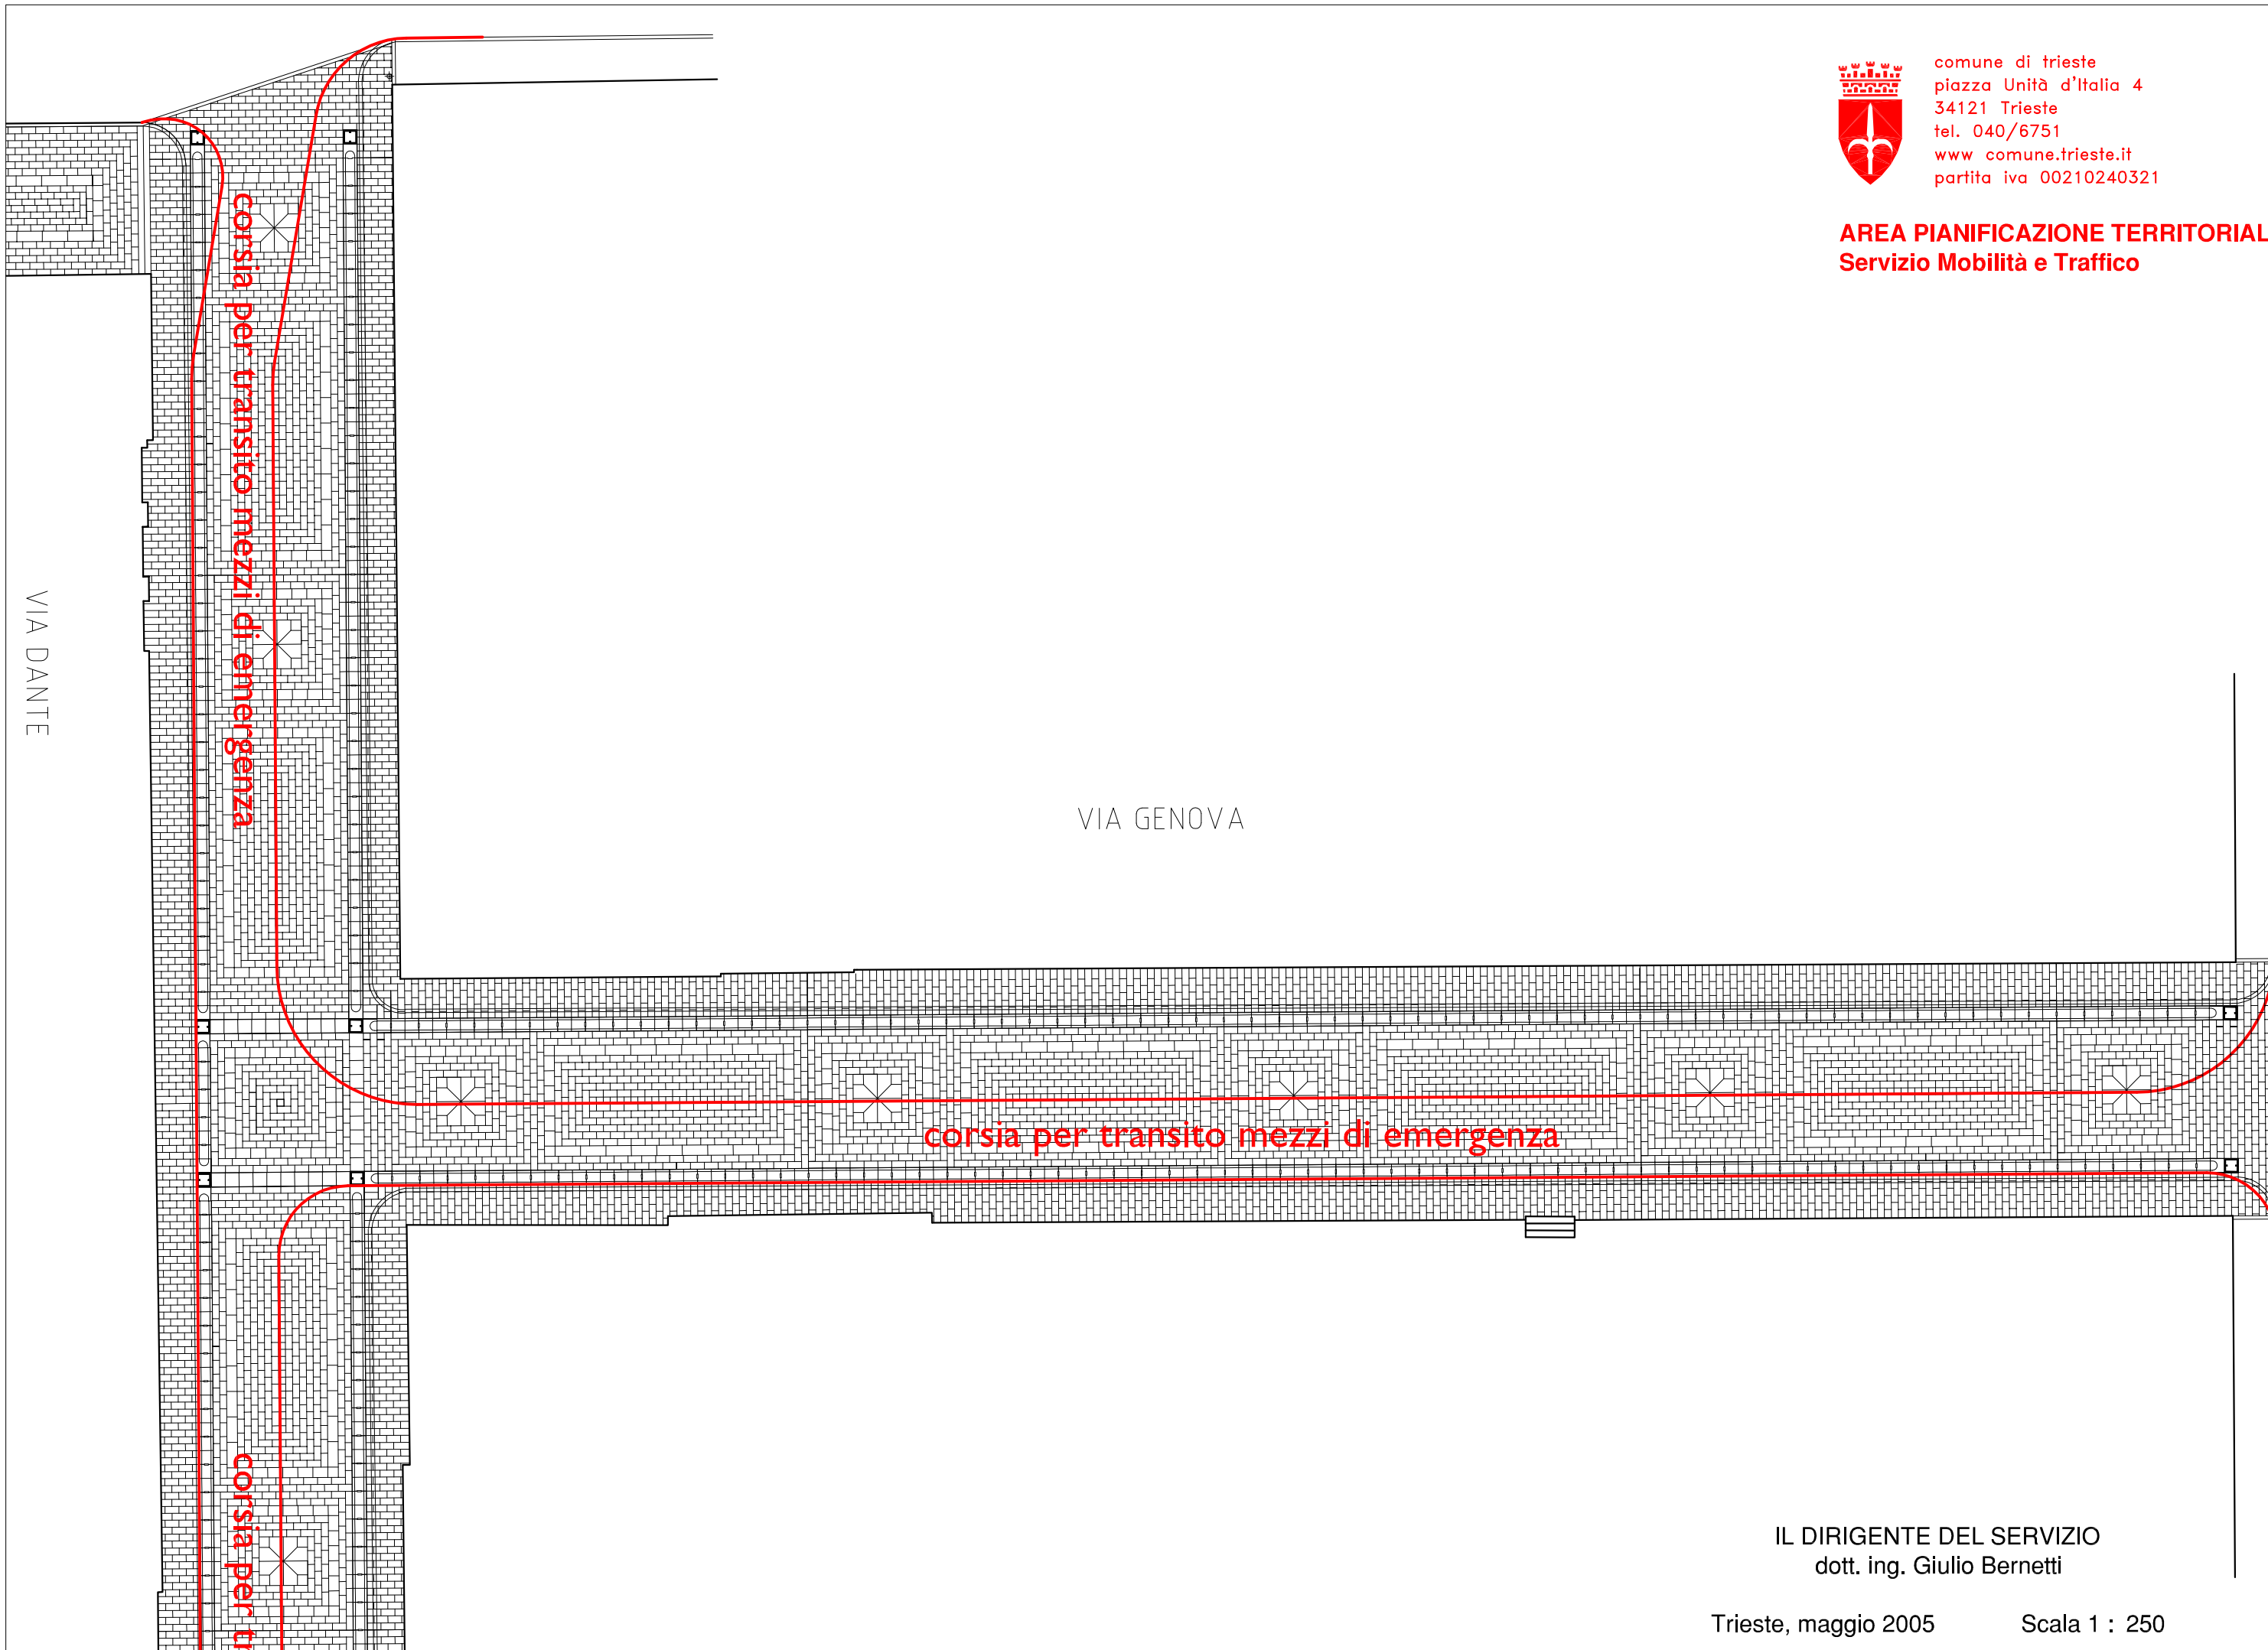 comune di trieste
piazza Unità d'Italia 4
34121 Trieste
tel. 040/6751
www comune.trieste.it
partita iva 00210240321
AREA PIANIFICAZIONE TERRITORIAL
Servizio Mobilità e Traffico
corsia per transito mezzi di emergenza
VIA DANTE
VIA GENOVA
corsia per transito mezzi di emergenza
corsia per tr
IL DIRIGENTE DEL SERVIZIO
dott. ing. Giulio Bernetti
Trieste, maggio 2005 Scala 1 : 250